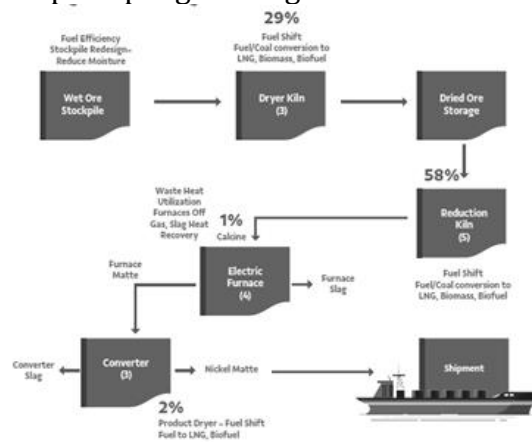 29%
Fuel Efficiency
Stockpile Redesign–
Reduce Moisture
Fuel Shift
Fuel/Coal conversion to
LNG, Biomass, Biofuel
Wet Ore
Stockpile
Dryer Kiln
(3)
Dried Ore
Storage
58%
Waste Heat
Utilization
Furnaces Off
Gas, Slag Heat
Recovery
1%
Calcine
Reduction
Kiln
(5)
Furnace
Matte
Electric
Furnace
(4)
Furnace
Slag
Fuel Shift
Fuel/Coal conversion to
LNG, Biomass, Biofuel
Converter
Slag
Converter
(3)
Nickel Matte
Shipment
2%
Product Dryer – Fuel Shift
Fuel to LNG, Biofuel